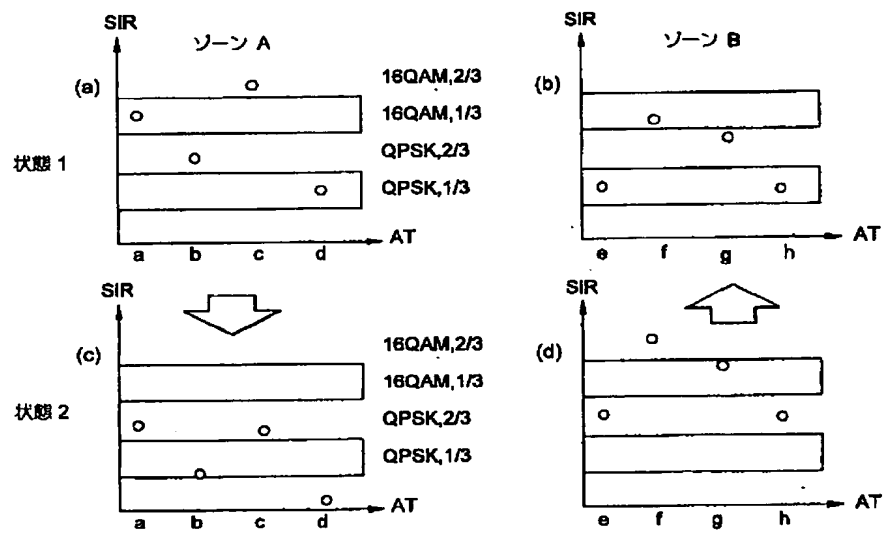 SIR
ゾーン A
(a)
16QAM,2/3
16QAM,1/3
QPSK,2/3
QPSK,1/3
状態 1
AT
a b c d
SIR
ゾーン B
(b)
AT
e f g h
SIR
(c)
16QAM,2/3
16QAM,1/3
QPSK,2/3
QPSK,1/3
状態 2
AT
a b c d
SIR
(d)
AT
e f g h